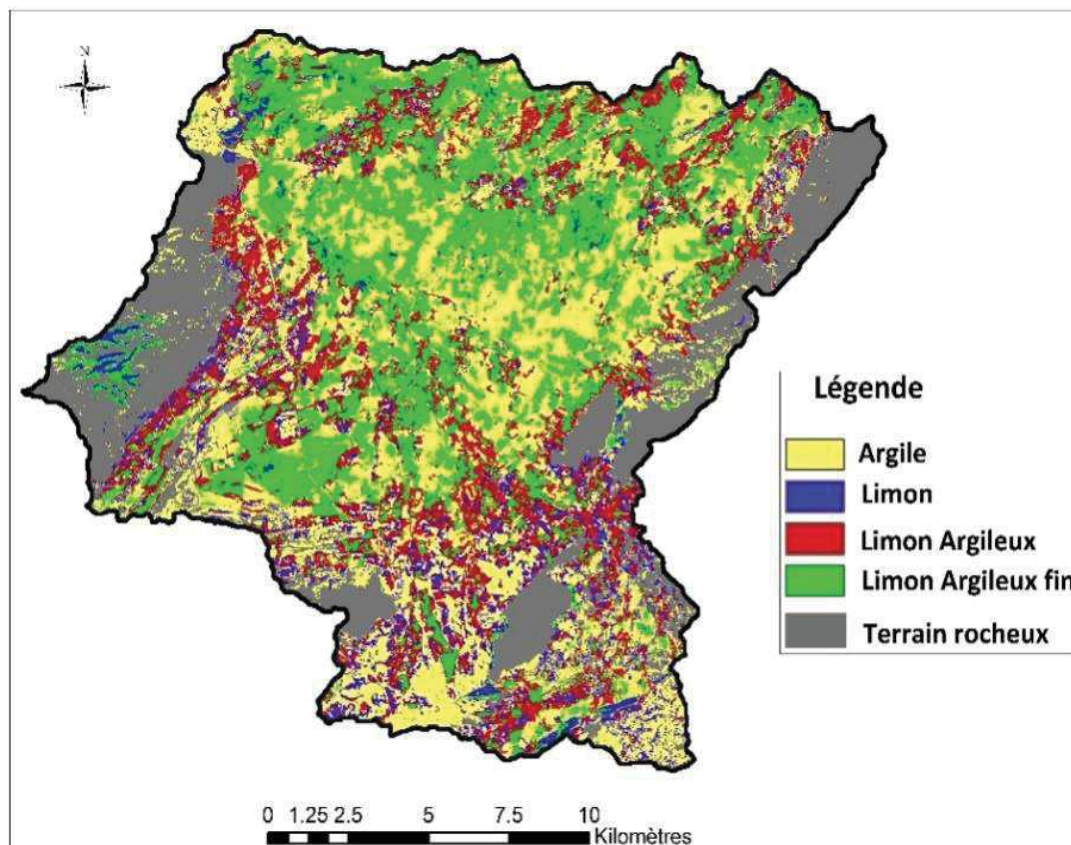 N
Légende
Argile
Limon
Limon Argileux
Limon Argileux fin
Terrain rocheux
0 1.25 2.5 5 7.5 10
Kilomètres